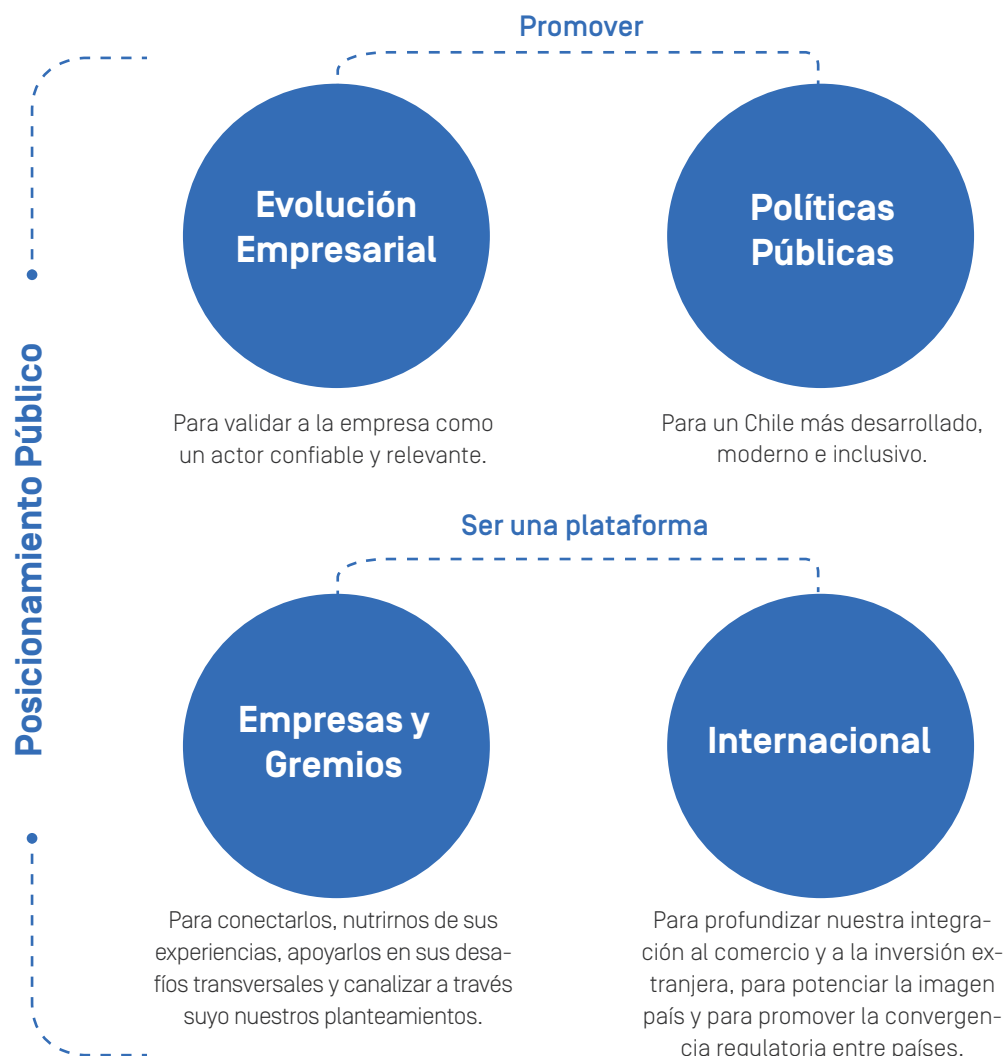 Promover
Evolución
Empresarial
Políticas
Públicas
Para validar a la empresa como
un actor confiable y relevante.
Para un Chile más desarrollado,
moderno e inclusivo.
Posicionamiento Público
Ser una plataforma
Empresas y
Gremios
Internacional
Para conectarlos, nutrirnos de sus
experiencias, apoyarlos en sus desa-
fíos transversales y canalizar a través
suyo nuestros planteamientos.
Para profundizar nuestra integra-
ción al comercio y a la inversión ex-
tranjera, para potenciar la imagen
país y para promover la convergen-
cia regulatoria entre países.